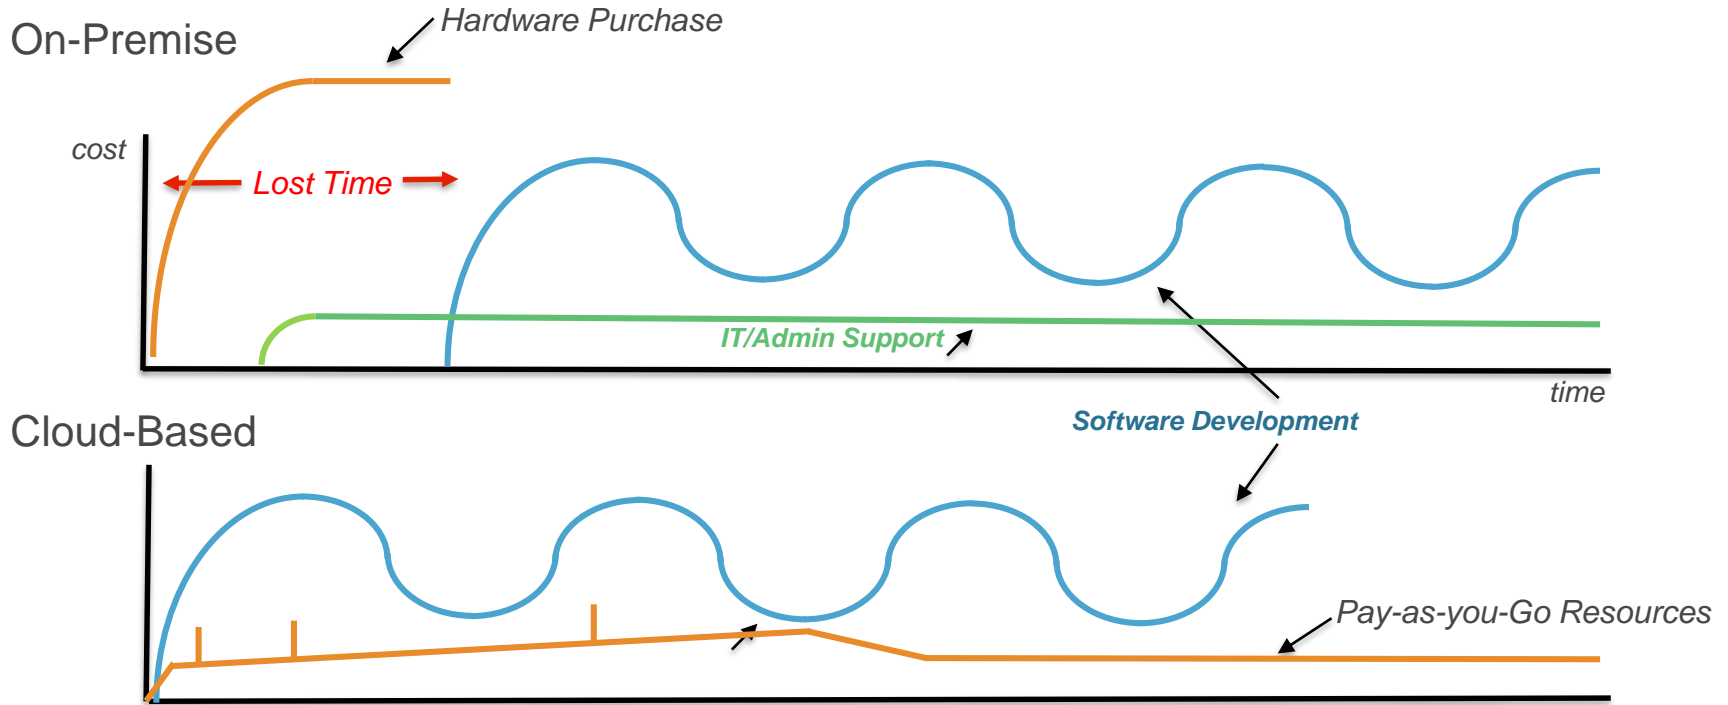 Hardware Purchase
On-Premise
cost
Lost Time
IT/Admin Support
time
Software Development
Cloud-Based
Pay-as-you-Go Resources